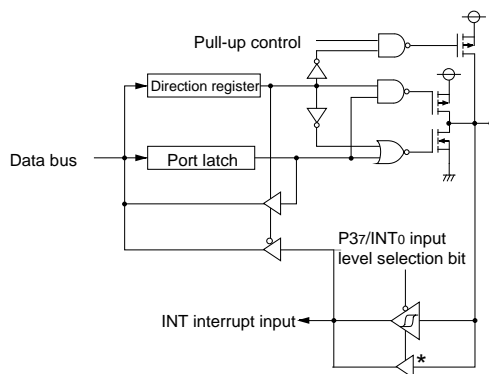 Pull-up control
Direction register
Data bus
Port latch
P37/INT0 input
level selection bit
INT interrupt input
*